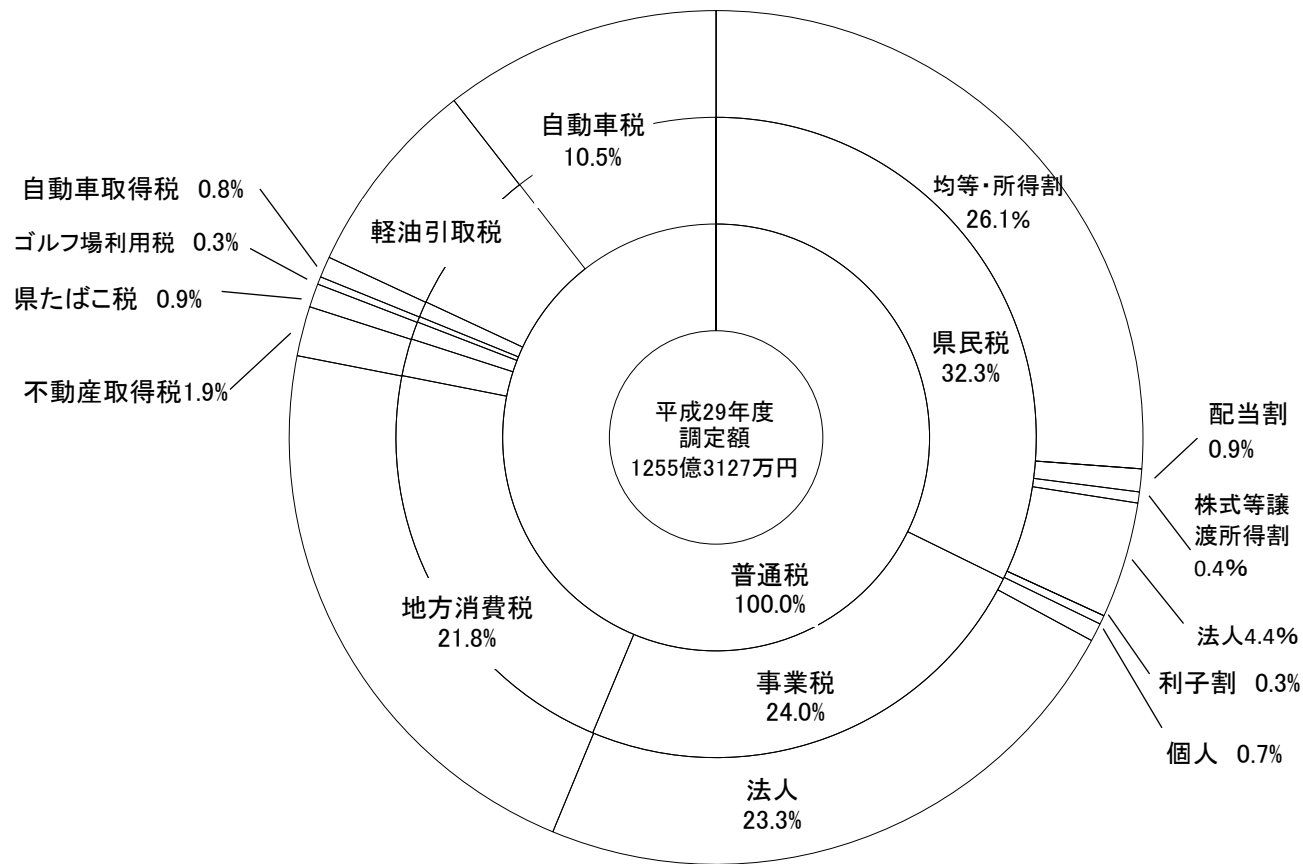 自動車税
10.5%
均等・所得割
26.1%
自動車取得税 0.8%
ゴルフ場利用税 0.3%
県たばこ税 0.9%
不動産取得税1.9%
軽油引取税
県民税
32.3%
平成29年度
調定額
1255億3127万円
配当割
0.9%
株式等譲
渡所得割
0.4%
普通税
100.0%
地方消費税
21.8%
法人4.4%
利子割 0.3%
個人 0.7%
事業税
24.0%
法人
23.3%